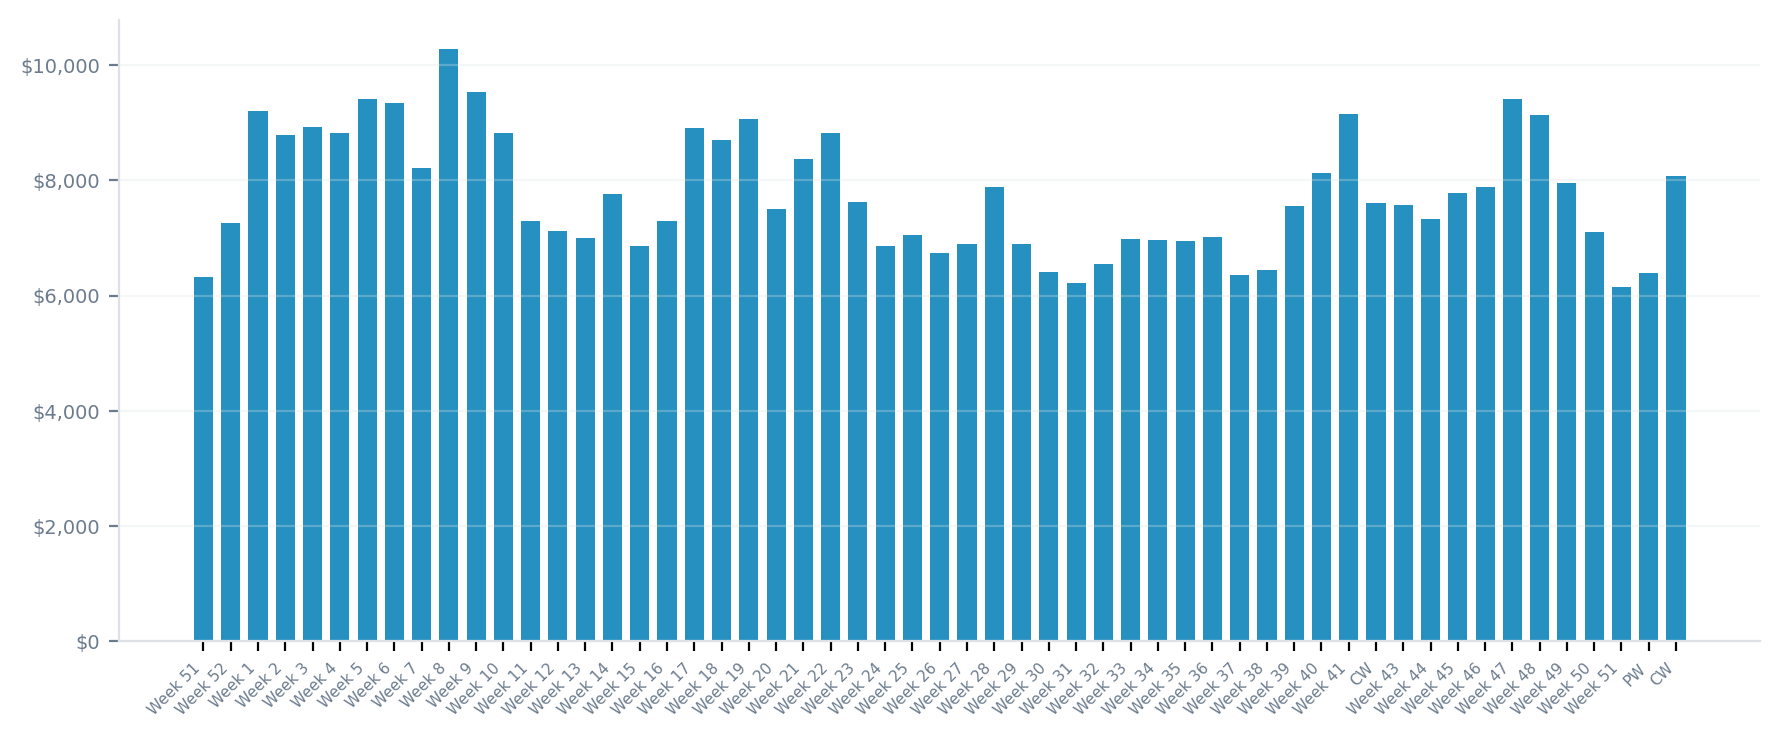 $10,000
$8,000
$6,000
$4,000
$2,000
$0
Week 51
Week 52
Week 1
Week 2
Week 3
Week 4
Week 5
Week 6
Week 7
Week 8
Week 9
Week 10
Week 11
Week 12
Week 13
Week 14
Week 15
Week 16
Week 17
Week 18
Week 19
Week 20
Week 21
Week 22
Week 23
Week 24
Week 25
Week 26
Week 27
Week 28
Week 29
Week 30
Week 31
Week 32
Week 33
Week 34
Week 35
Week 36
Week 37
Week 38
Week 39
Week 40
Week 41
CW
Week 43
Week 44
Week 45
Week 46
Week 47
Week 48
Week 49
Week 50
Week 51
PW
CW